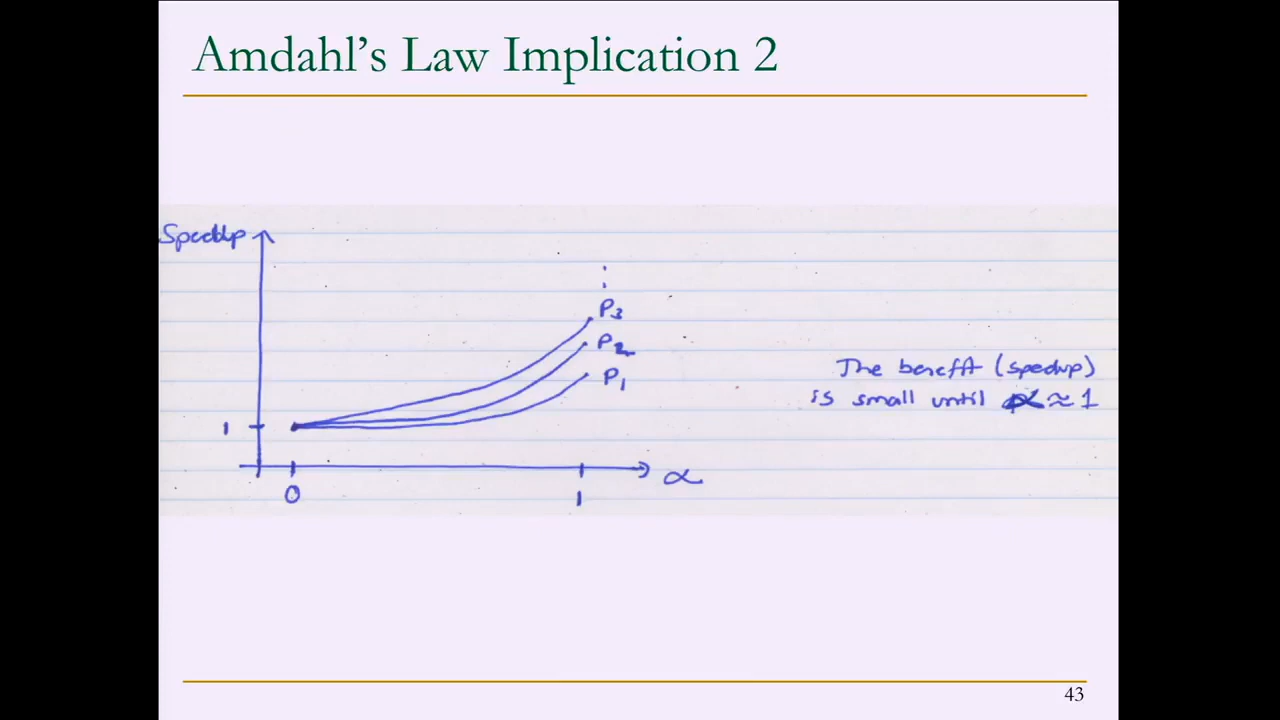 Amdahl's Law Implication 2
Speedup
P3
P2
P1
The benefit (speedup)
is small until α ≈ 1
1
α
0
1
43